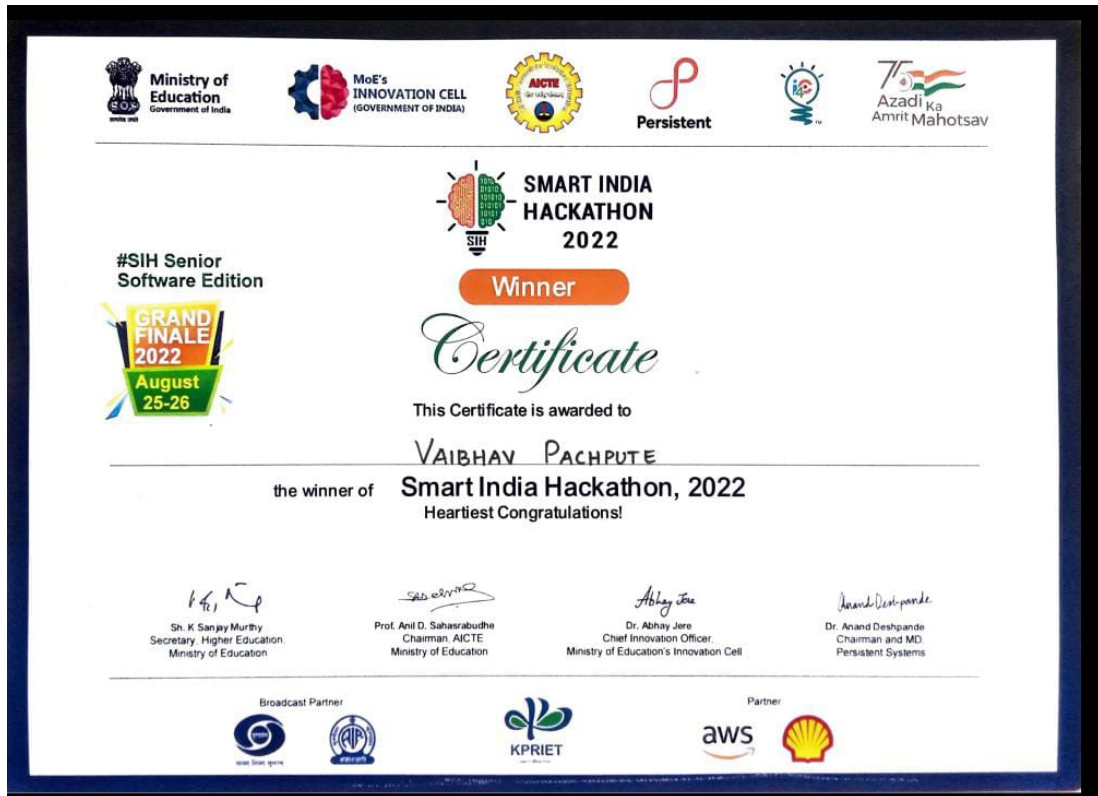 Ministry of
Education
Government of India
MoE's
INNOVATION CELL
(GOVERNMENT OF INDIA)
AICTE
Persistent
75
Azadi Ka
Amrit Mahotsav
SMART INDIA
HACKATHON
2022
SIH
#SIH Senior
Software Edition
Winner
GRAND
FINALE
2022
August
25-26
Certificate
This Certificate is awarded to
VAIBHAV PACHPUTE
the winner of Smart India Hackathon, 2022
Heartiest Congratulations!
Abhay Jere
Anand Deshpande
Sh. K Sanjay Murthy
Secretary, Higher Education,
Ministry of Education
Prof. Anil D. Sahasrabudhe
Chairman, AICTE
Ministry of Education
Dr. Abhay Jere
Chief Innovation Officer,
Ministry of Education's Innovation Cell
Dr. Anand Deshpande
Chairman and MD
Persistent Systems
Broadcast Partner
Partner
KPRIET
aws